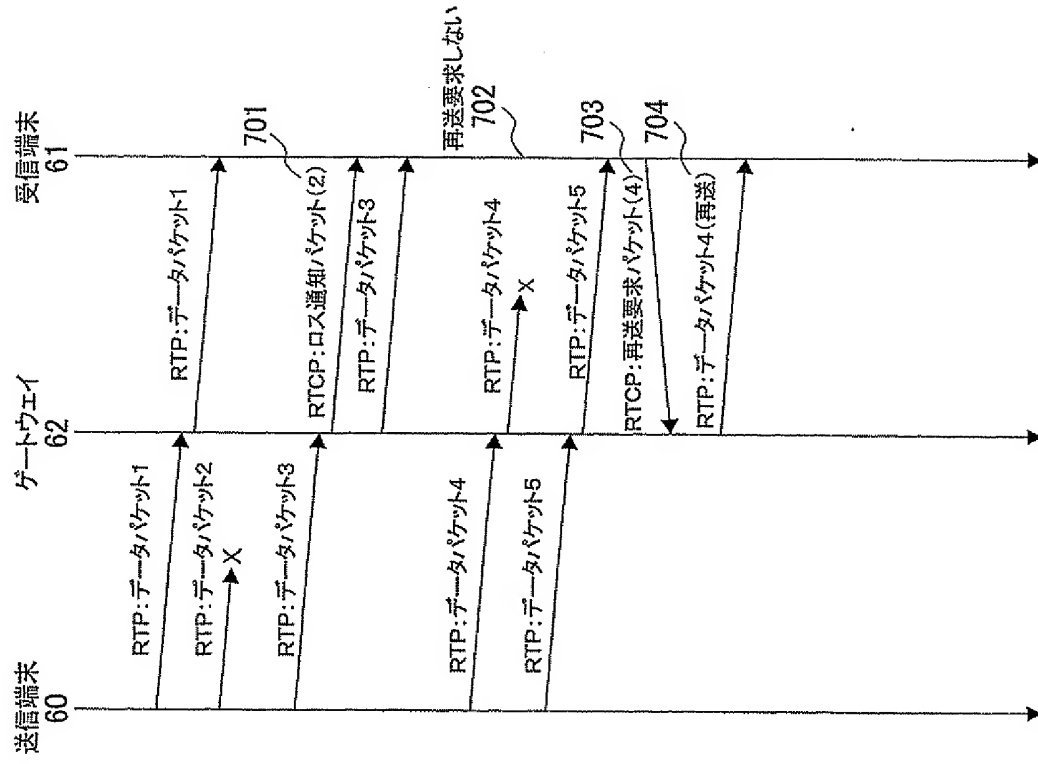 送信端末
60
ゲートウェイ
62
受信端末
61
RTP:データパケット1
RTP:データパケット1
RTP:データパケット2
X
701
RTP:データパケット3
RTCP:ロス通知パケット(2)
RTP:データパケット3
再送要求しない
702
RTP:データパケット4
RTP:データパケット4
X
RTP:データパケット5
RTP:データパケット5
703
RTCP:再送要求パケット(4)
704
RTP:データパケット4(再送)